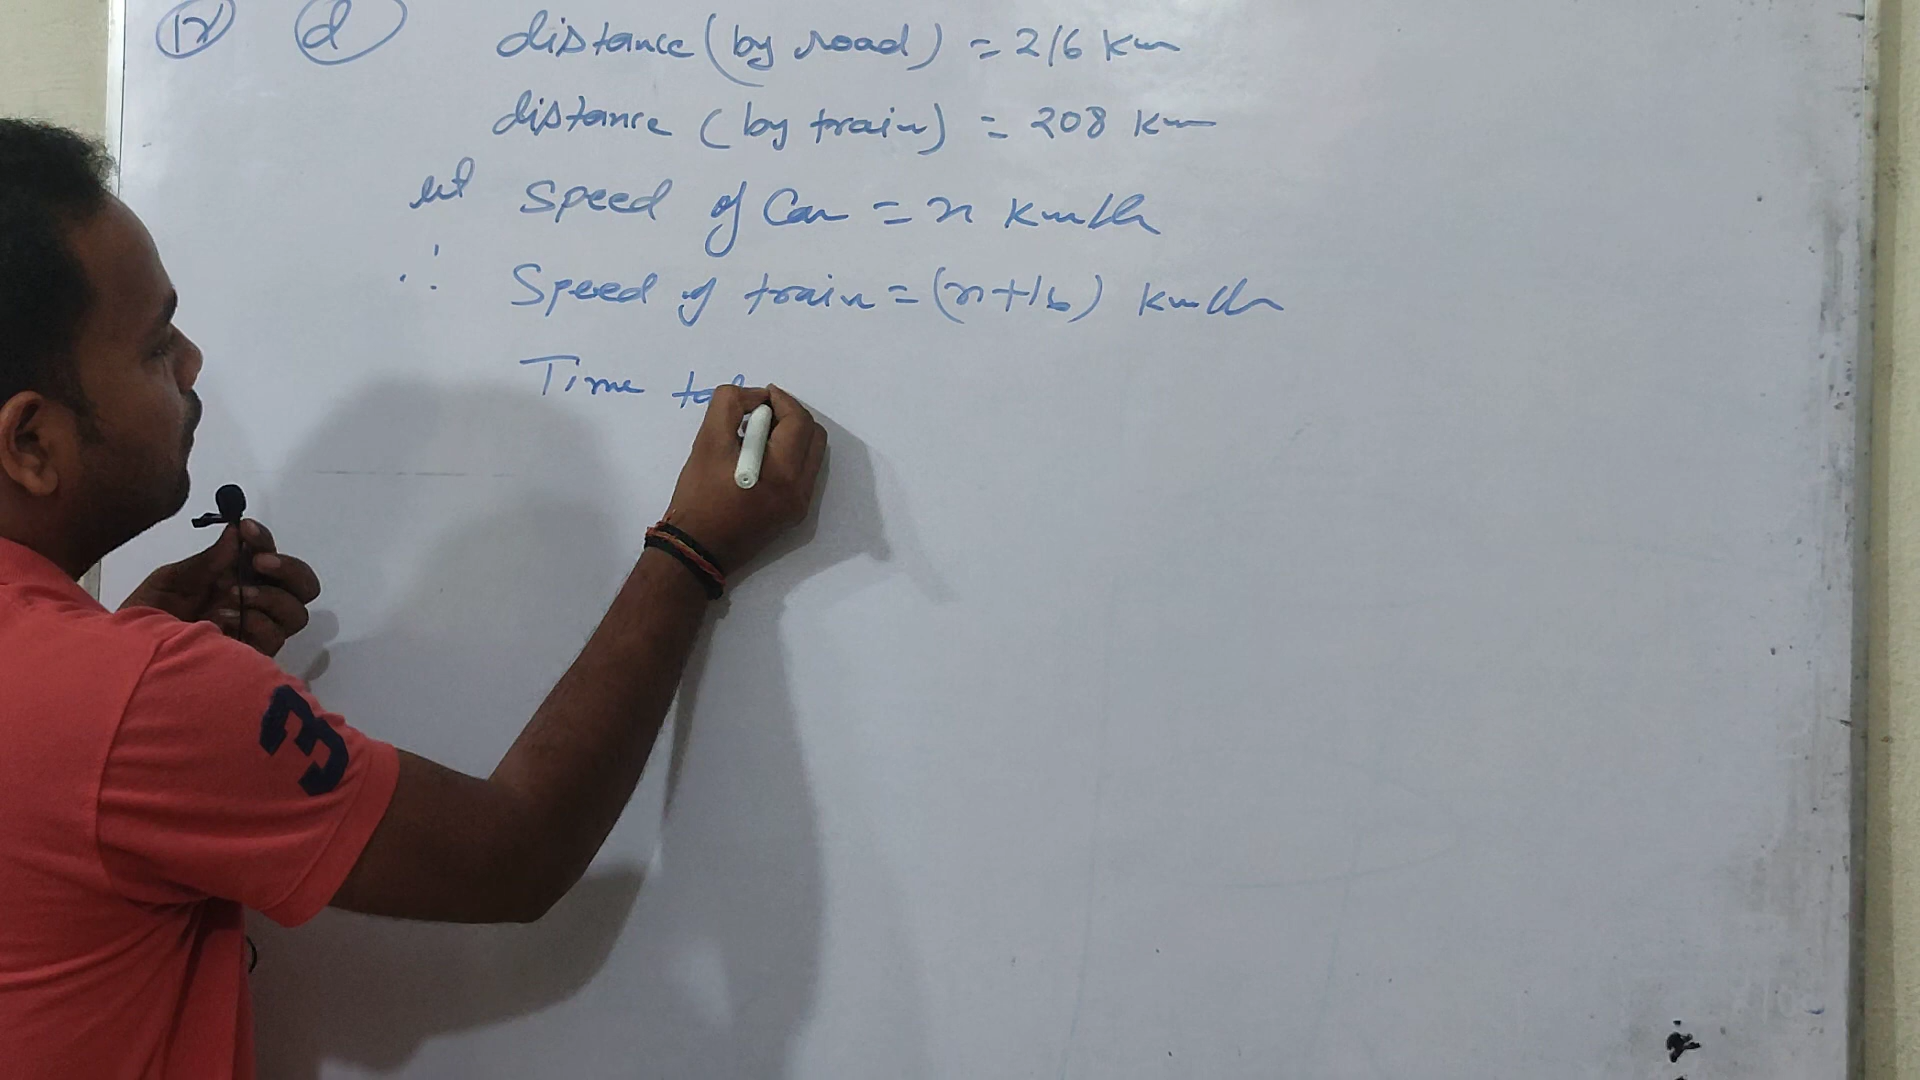 12 d distance (by road) = 216 km
distance (by train) = 208 km
let Speed of Car = x km/h
∴ Speed of train = (x+16) km/h
Time
3